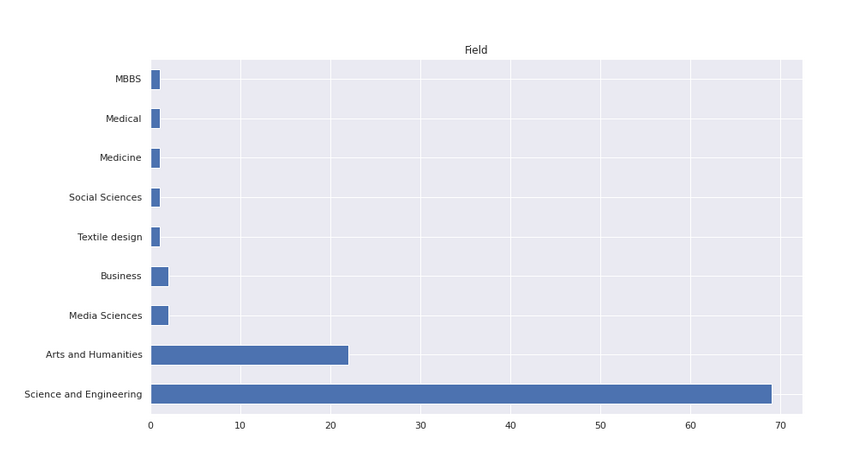 Field
MBBS
Medical
Medicine
Social Sciences
Textile design
Business
Media Sciences
Arts and Humanities
Science and Engineering
0 10 20 30 40 50 60 70